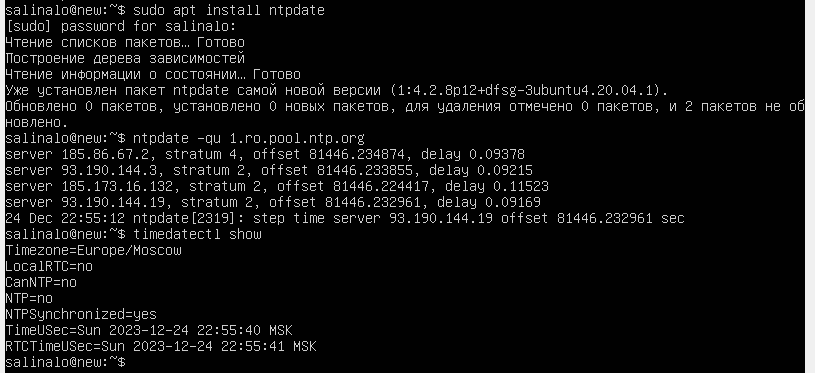 salinalo@new:~$ sudo apt install ntpdate
[sudo] password for salinalo:
Чтение списков пакетов… Готово
Построение дерева зависимостей
Чтение информации о состоянии… Готово
Уже установлен пакет ntpdate самой новой версии (1:4.2.8p12+dfsg-3ubuntu4.20.04.1).
Обновлено 0 пакетов, установлено 0 новых пакетов, для удаления отмечено 0 пакетов, и 2 пакетов не об
новлено.
salinalo@new:~$ ntpdate -qu 1.ro.pool.ntp.org
server 185.86.67.2, stratum 4, offset 81446.234874, delay 0.09378
server 93.190.144.3, stratum 2, offset 81446.233855, delay 0.09215
server 185.173.16.132, stratum 2, offset 81446.224417, delay 0.11523
server 93.190.144.19, stratum 2, offset 81446.232961, delay 0.09169
24 Dec 22:55:12 ntpdate[2319]: step time server 93.190.144.19 offset 81446.232961 sec
salinalo@new:~$ timedatectl show
Timezone=Europe/Moscow
LocalRTC=no
CanNTP=no
NTP=no
NTPSynchronized=yes
TimeUSec=Sun 2023-12-24 22:55:40 MSK
RTCTimeUSec=Sun 2023-12-24 22:55:41 MSK
salinalo@new:~$